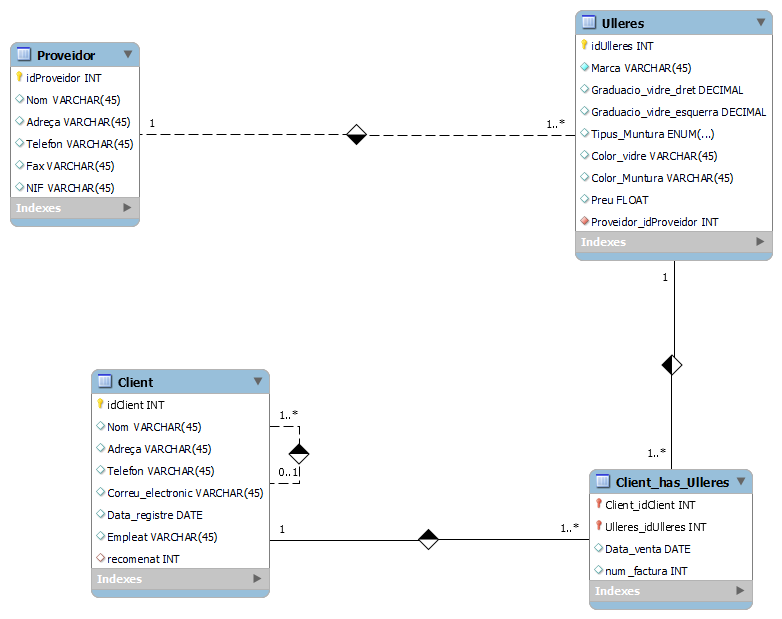 Proveidor
idProveidor INT
Nom VARCHAR(45)
Adreça VARCHAR(45)
Telefon VARCHAR(45)
Fax VARCHAR(45)
NIF VARCHAR(45)
Indexes
1
1..*
Ulleres
idUlleres INT
Marca VARCHAR(45)
Graduacio_vidre_dret DECIMAL
Graduacio_vidre_esquerra DECIMAL
Tipus_Muntura ENUM(...)
Color_vidre VARCHAR(45)
Color_Muntura VARCHAR(45)
Preu FLOAT
Proveidor_idProveidor INT
Indexes
1
1..*
Client
idClient INT
Nom VARCHAR(45)
Adreça VARCHAR(45)
Telefon VARCHAR(45)
Correu_electronic VARCHAR(45)
Data_registre DATE
Empleat VARCHAR(45)
recomenat INT
Indexes
1..*
0..1
1
1..*
Client_has_Ulleres
Client_idClient INT
Ulleres_idUlleres INT
Data_venta DATE
num_factura INT
Indexes